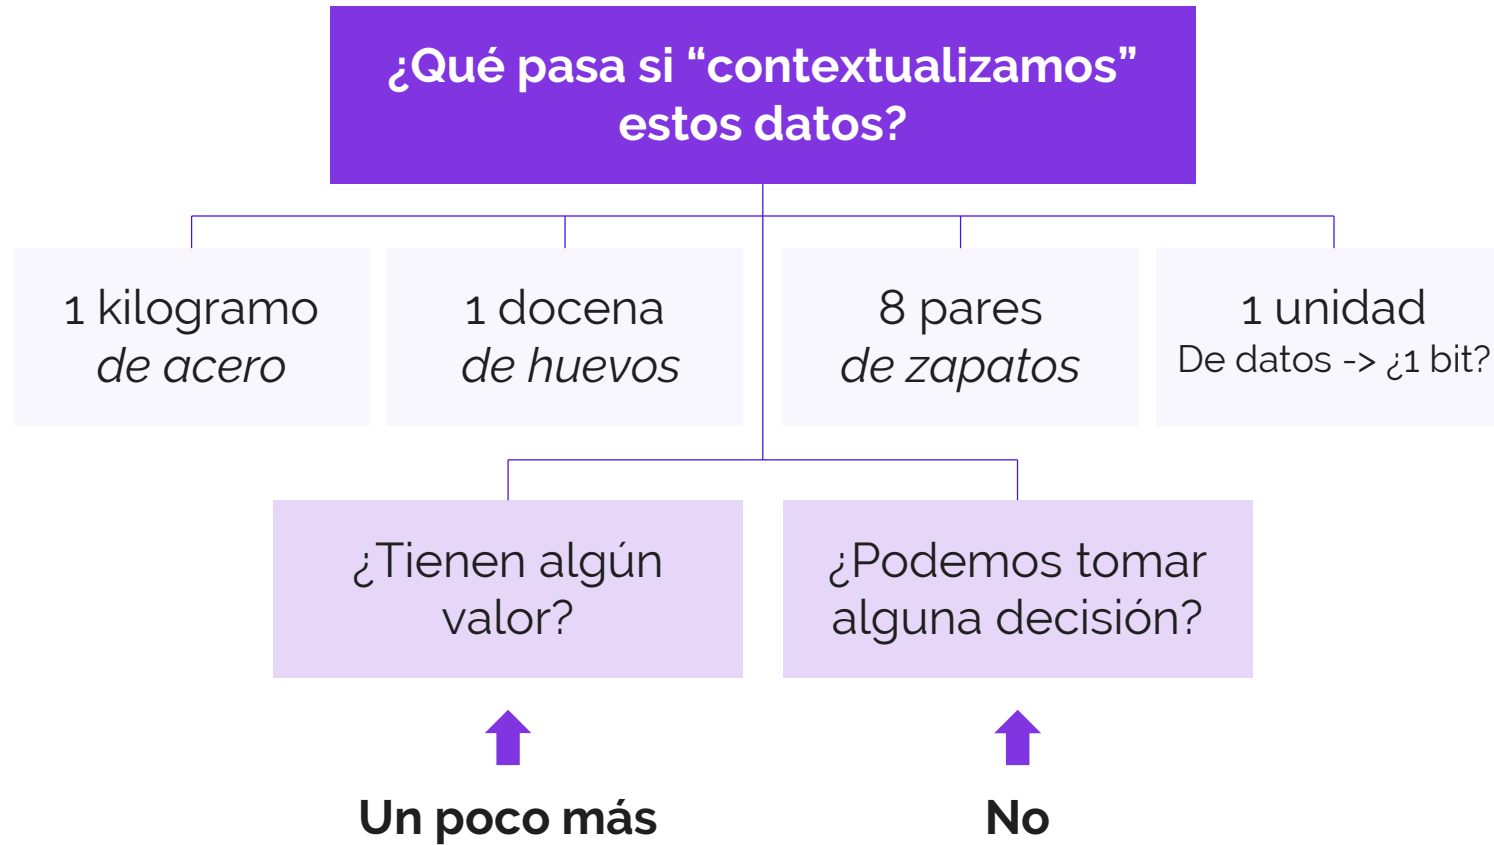 ¿Qué pasa si “contextualizamos”
estos datos?
1 kilogramo
de acero
1 docena
de huevos
8 pares
de zapatos
1 unidad
De datos -> ¿1 bit?
¿Tienen algún
valor?
¿Podemos tomar
alguna decisión?
Un poco más
No